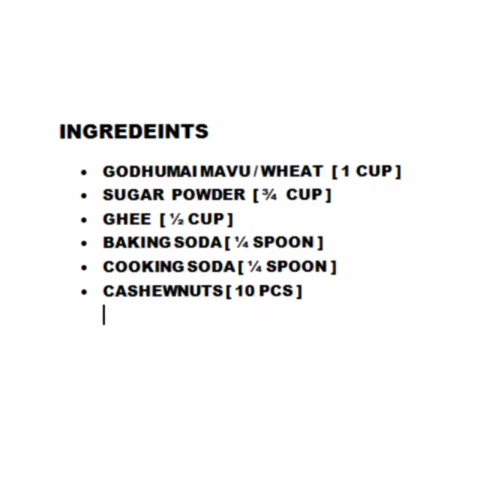 INGREDEINTS
• GODHUMAI MAVU / WHEAT [ 1 CUP ]
• SUGAR POWDER [ ¾ CUP ]
• GHEE [ ½ CUP ]
• BAKING SODA [ ¼ SPOON ]
• COOKING SODA [ ¼ SPOON ]
• CASHEWNUTS [ 10 PCS ]